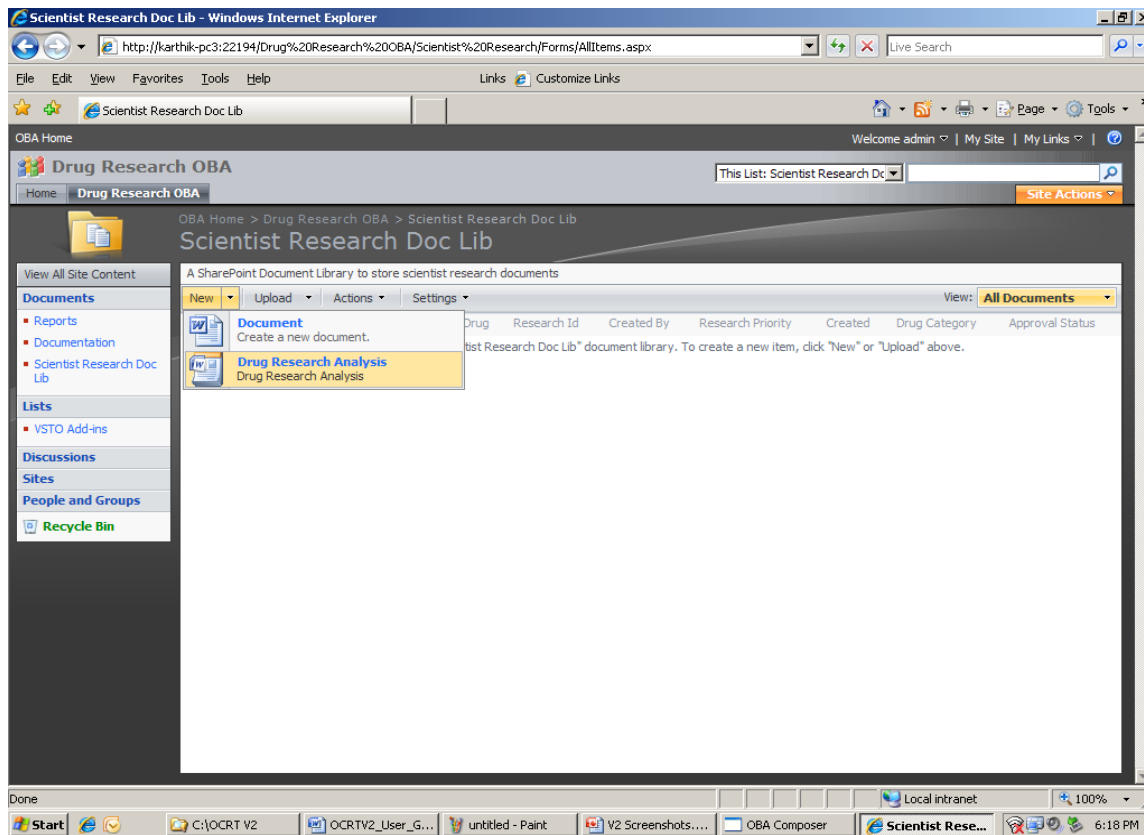 Scientist Research Doc Lib - Windows Internet Explorer
http://karthik-pc3:22194/Drug%20Research%20OBA/Scientist%20Research/Forms/AllItems.aspx
Live Search
File Edit View Favorites Tools Help
Links Customize Links
Scientist Research Doc Lib
Page Tools
OBA Home
Welcome admin | My Site | My Links |
Drug Research OBA
This List: Scientist Research Dc
Home Drug Research OBA
Site Actions
OBA Home > Drug Research OBA > Scientist Research Doc Lib
Scientist Research Doc Lib
View All Site Content
A SharePoint Document Library to store scientist research documents
Documents
New Upload Actions Settings
View: All Documents
Reports
Documentation
Scientist Research Doc
Lib
Lists
VSTO Add-ins
Discussions
Sites
People and Groups
Recycle Bin
Document
Create a new document.
Drug Research Analysis
Drug Research Analysis
Drug Research Id Created By Research Priority Created Drug Category Approval Status
tist Research Doc Lib" document library. To create a new item, click "New" or "Upload" above.
Done
Local intranet
100%
Start
C:\OCRT V2
OCRTV2_User_G...
untitled - Paint
V2 Screenshots....
OBA Composer
Scientist Rese...
6:18 PM